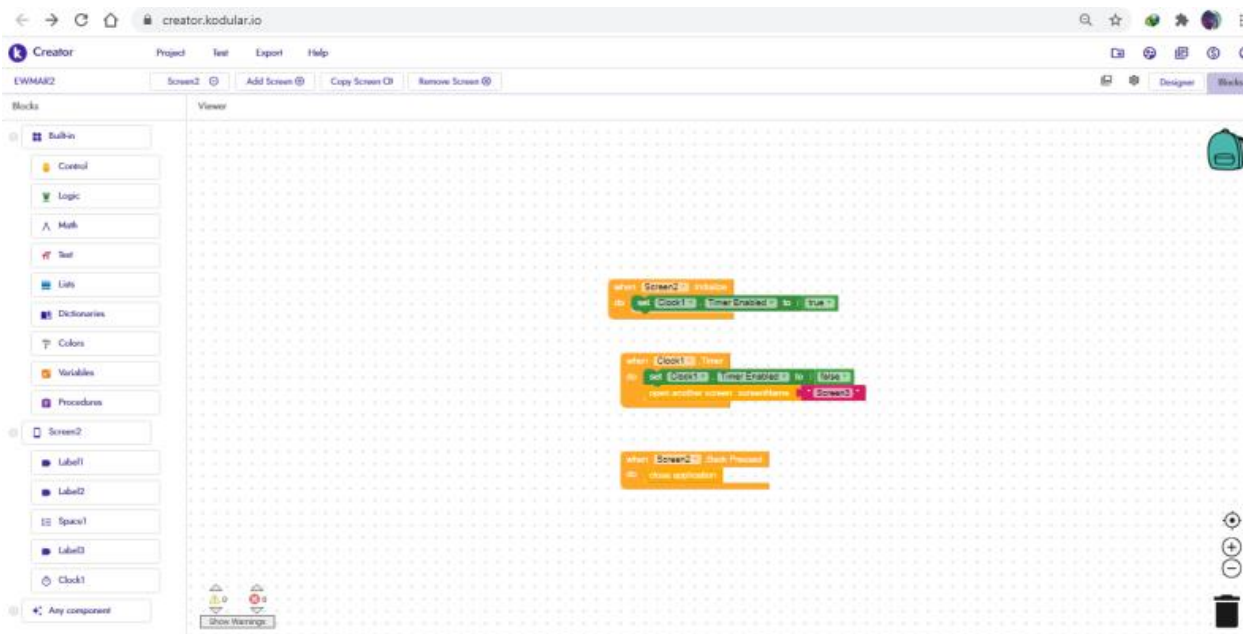 creator.kodular.io
Creator
Project Test Export Help
EWMAR2
Screen2 Add Screen Copy Screen Remove Screen
Designer Blocks
Blocks
Viewer
Built-in
Control
Logic
Math
Text
Lists
Dictionaries
Colors
Variables
Procedures
Screen2
Label1
Label2
Space1
Label3
Clock1
Any component
when Screen2 .Initialize
do set Clock1 . Timer Enabled to true
when Clock1 .Timer
do set Clock1 . Timer Enabled to false
open another screen screenName " Screen3 "
when Screen2 .Back Pressed
do close application
0 0
Show Warnings